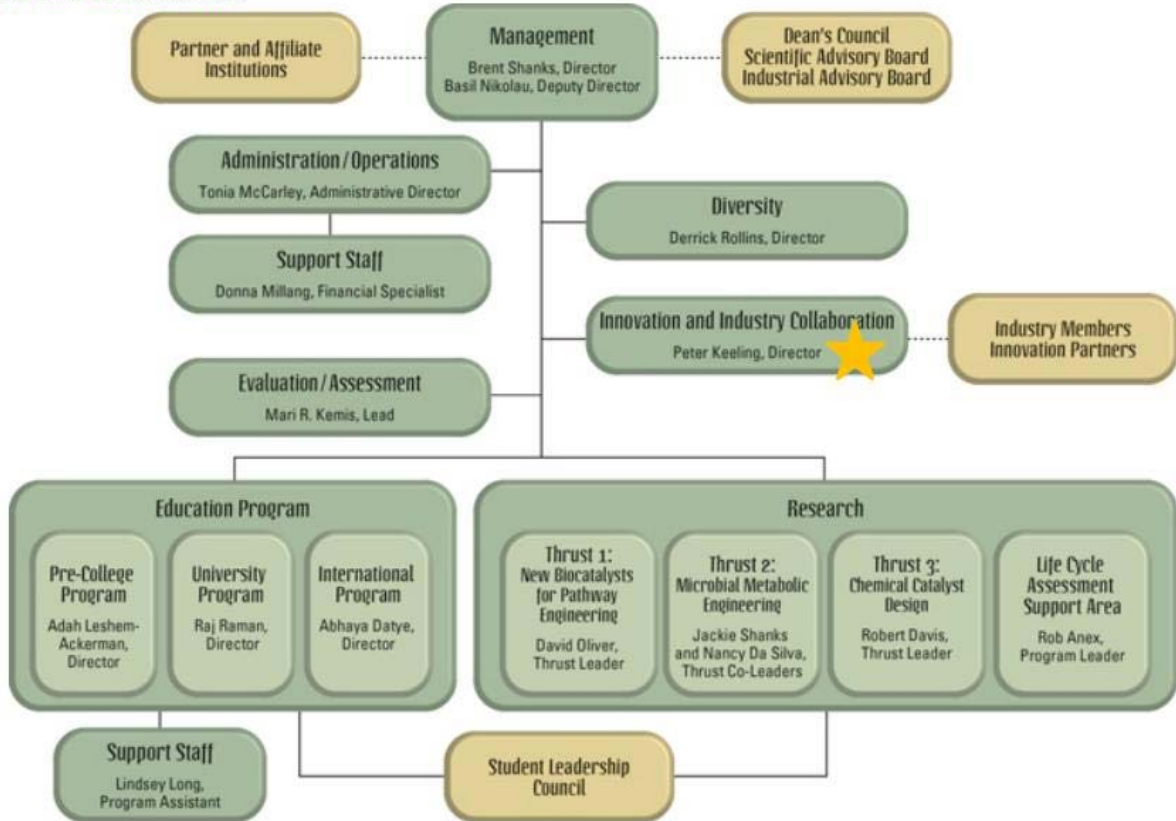 Partner and Affiliate
Institutions
Management
Brent Shanks, Director
Basil Nikolau, Deputy Director
Dean's Council
Scientific Advisory Board
Industrial Advisory Board
Administration/Operations
Tonia McCarley, Administrative Director
Diversity
Derrick Rollins, Director
Support Staff
Donna Millang, Financial Specialist
Innovation and Industry Collaboration
Peter Keeling, Director
Industry Members
Innovation Partners
Evaluation/Assessment
Mari R. Kemis, Lead
Education Program
Pre-College
Program
Adah Leshem-
Ackerman,
Director
University
Program
Raj Raman,
Director
International
Program
Abhaya Datye,
Director
Research
Thrust 1:
New Biocatalysts
for Pathway
Engineering
David Oliver,
Thrust Leader
Thrust 2:
Microbial Metabolic
Engineering
Jackie Shanks
and Nancy Da Silva,
Thrust Co-Leaders
Thrust 3:
Chemical Catalyst
Design
Robert Davis,
Thrust Leader
Life Cycle
Assessment
Support Area
Rob Anex,
Program Leader
Support Staff
Lindsey Long,
Program Assistant
Student Leadership
Council